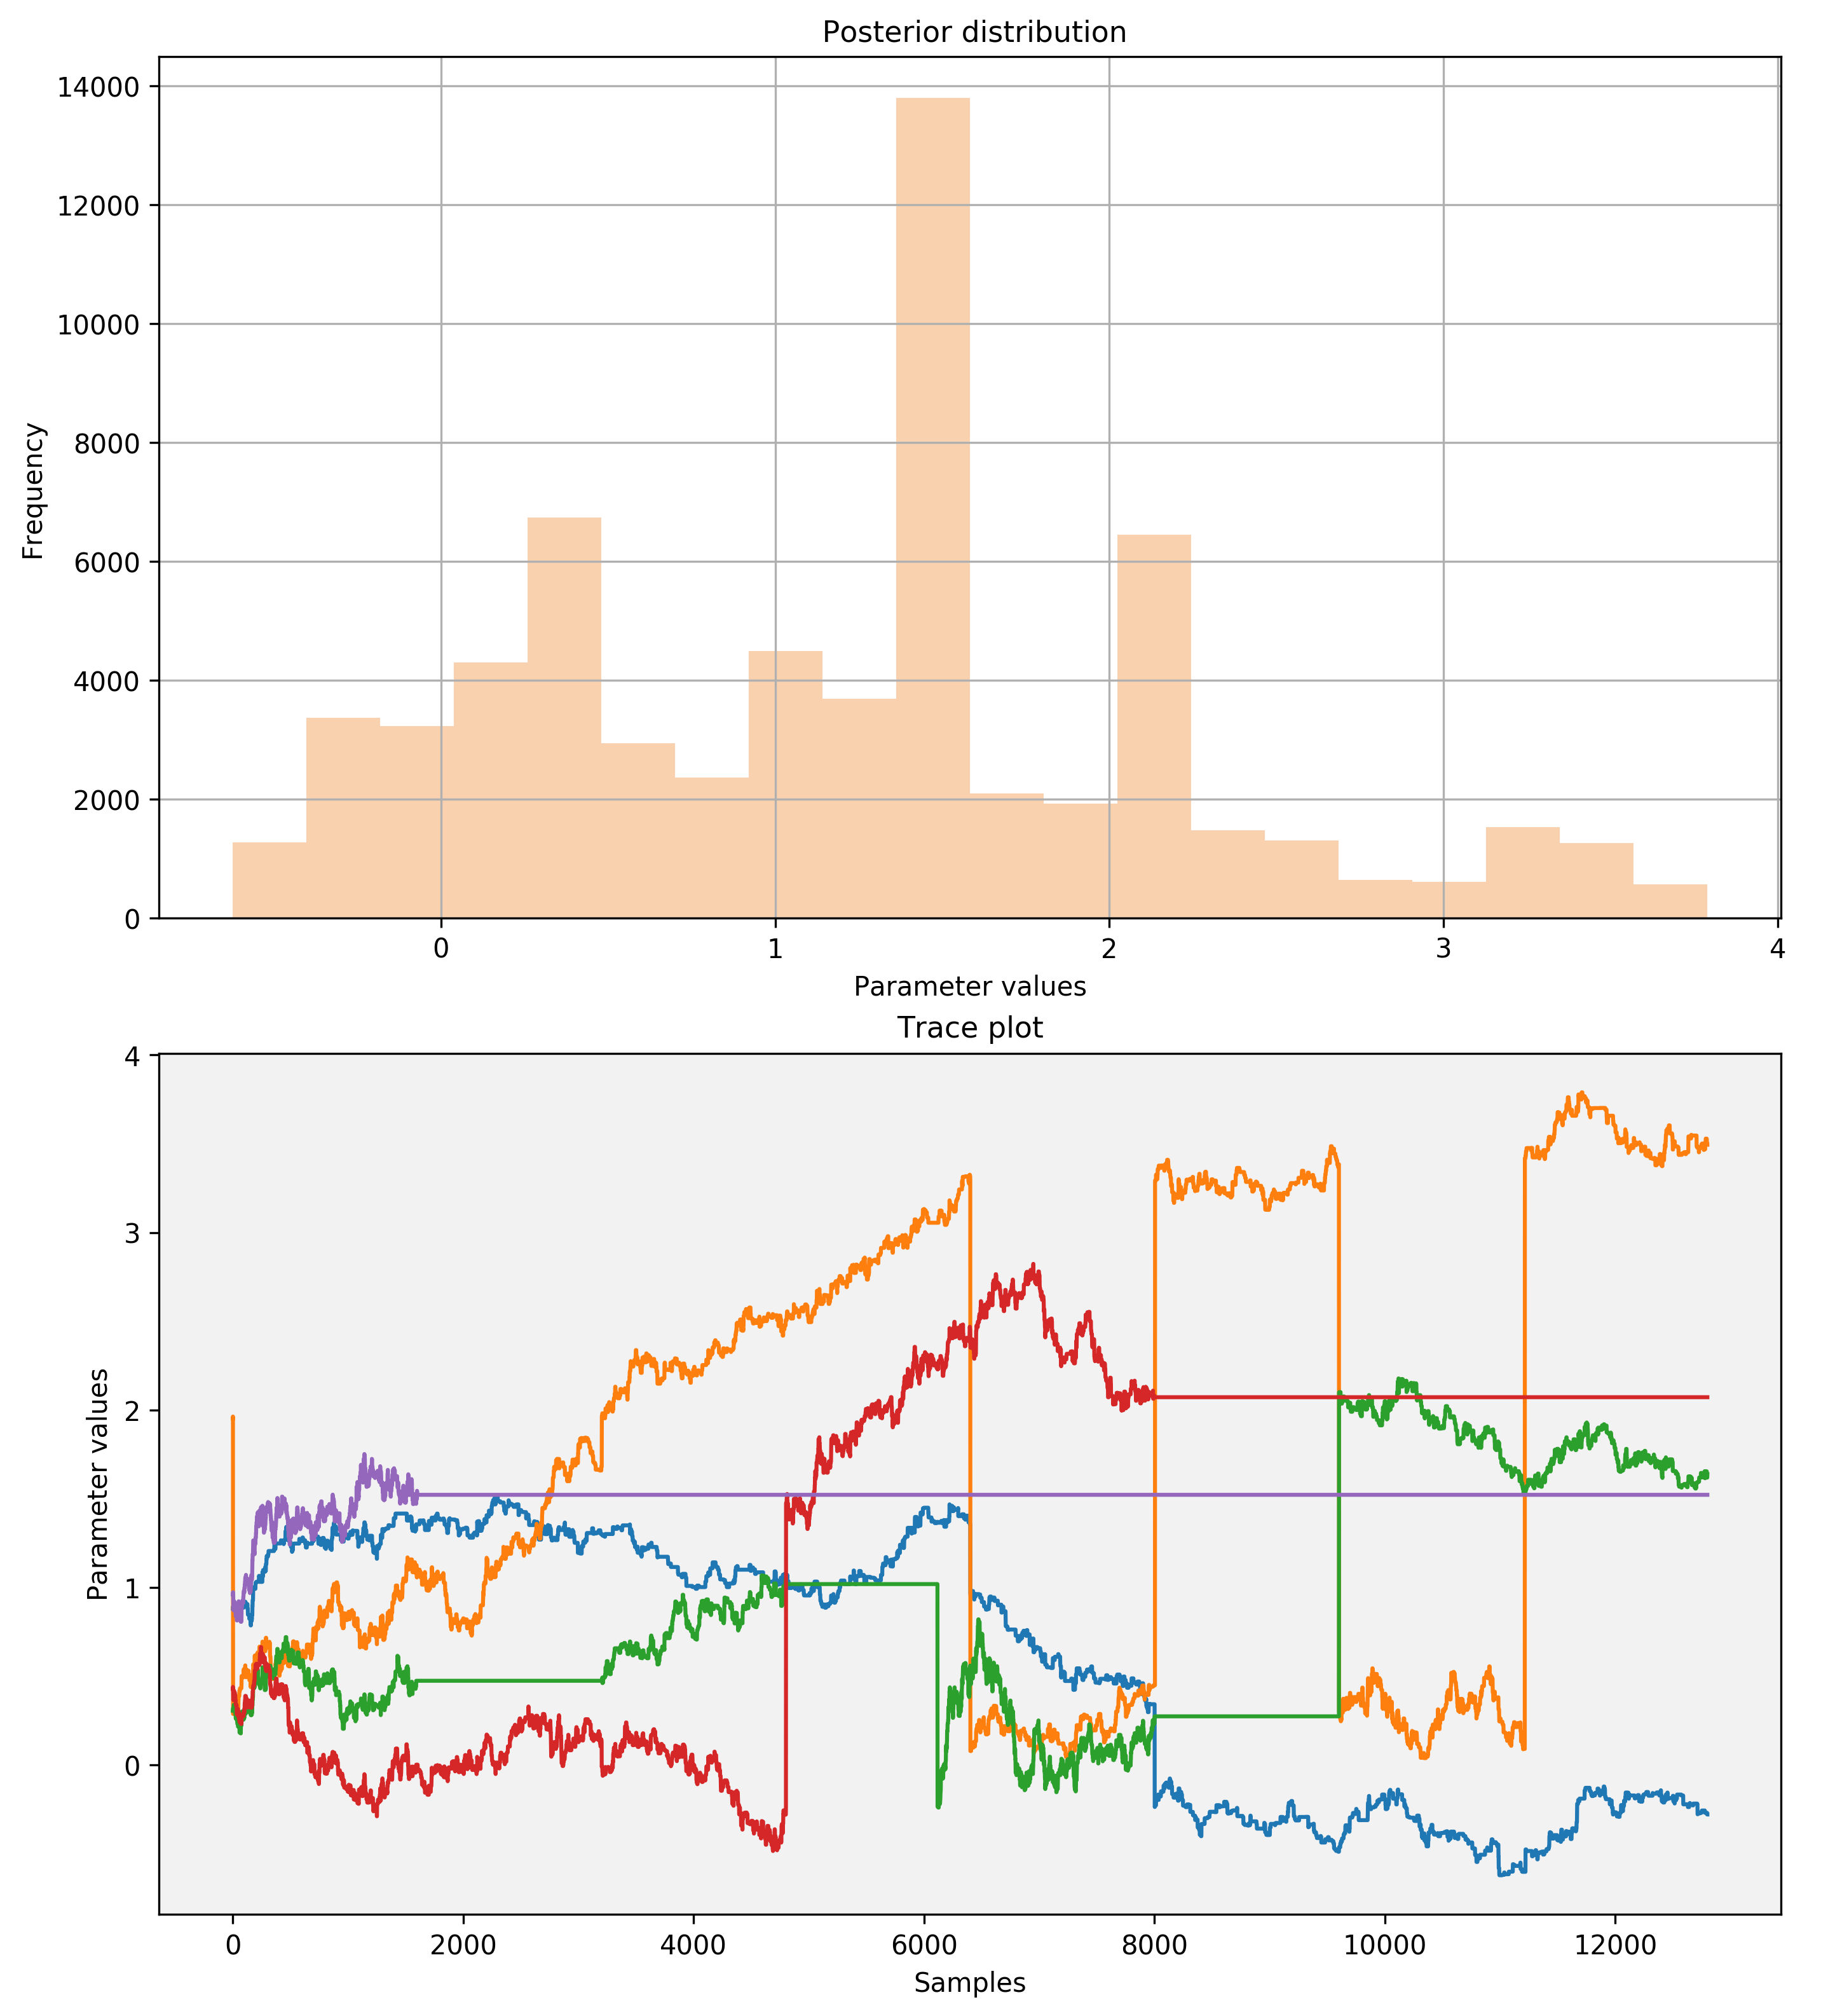 Posterior distribution
14000
12000
10000
8000
6000
4000
2000
0
Frequency
0 1 2 3 4
Parameter values
Trace plot
4
3
2
1
0
Parameter values
0 2000 4000 6000 8000 10000 12000
Samples